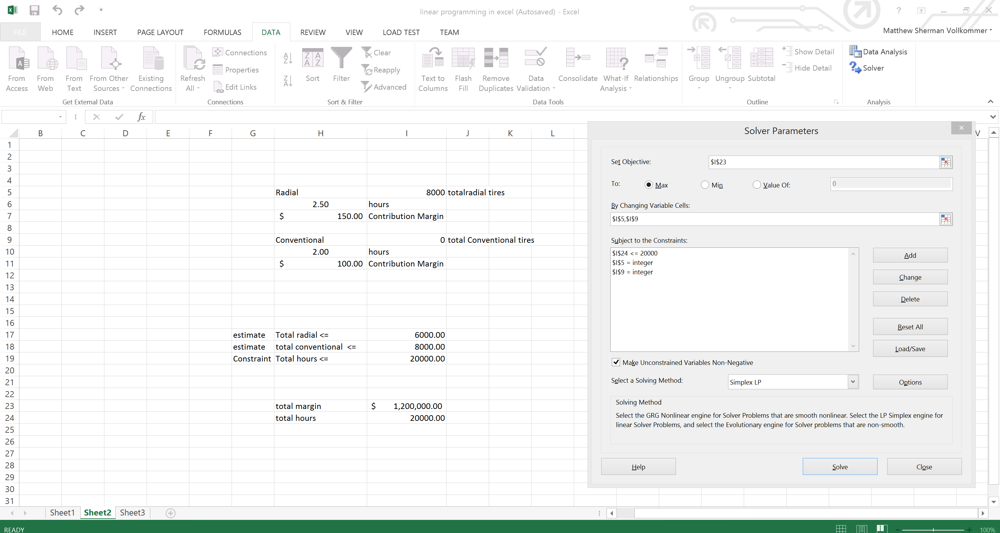 linear programming in excel (Autosaved) - Excel
FILE HOME INSERT PAGE LAYOUT FORMULAS DATA REVIEW VIEW LOAD TEST TEAM
Matthew Sherman Vollkommer
From Access
From Web
From Text
From Other Sources
Existing Connections
Get External Data
Refresh All
Connections
Properties
Edit Links
Connections
Sort
Filter
Clear
Reapply
Advanced
Sort & Filter
Text to Columns
Flash Fill
Remove Duplicates
Data Validation
Consolidate
What-If Analysis
Relationships
Data Tools
Group
Ungroup
Subtotal
Show Detail
Hide Detail
Outline
Data Analysis
Solver
Analysis
fx
B C D E F G H I J K L V
1
2
3
4
5 Radial 8000 totalradial tires
6 2.50 hours
7 $ 150.00 Contribution Margin
8
9 Conventional 0 total Conventional tires
10 2.00 hours
11 $ 100.00 Contribution Margin
12
13
14
15
16
17 estimate Total radial <= 6000.00
18 estimate total conventional <= 8000.00
19 Constraint Total hours <= 20000.00
20
21
22
23 total margin $ 1,200,000.00
24 total hours 20000.00
25
26
27
28
29
30
31
Solver Parameters
Set Objective: $I$23
To: Max Min Value Of: 0
By Changing Variable Cells:
$I$5,$I$9
Subject to the Constraints:
$I$24 <= 20000
$I$5 = integer
$I$9 = integer
Add
Change
Delete
Reset All
Load/Save
Make Unconstrained Variables Non-Negative
Select a Solving Method: Simplex LP Options
Solving Method
Select the GRG Nonlinear engine for Solver Problems that are smooth nonlinear. Select the LP Simplex engine for
linear Solver Problems, and select the Evolutionary engine for Solver problems that are non-smooth.
Help Solve Close
Sheet1 Sheet2 Sheet3
READY 100%